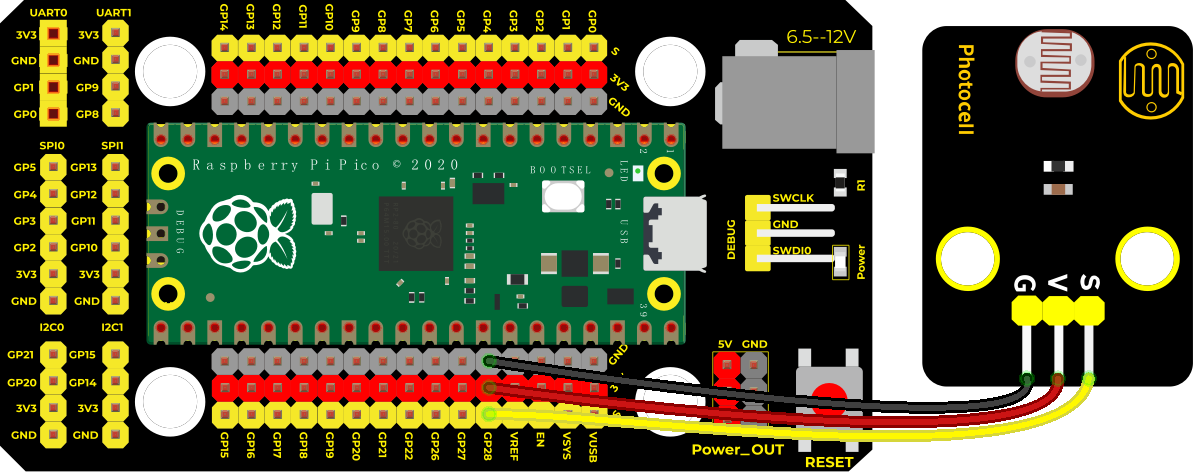 UART0 UART1
3V3 3V3
GND GND
GP1 GP9
GP0 GP8
SPI0 SPI1
GP5 GP13
GP4 GP12
GP3 GP11
GP2 GP10
3V3 3V3
GND GND
I2C0 I2C1
GP21 GP15
GP20 GP14
3V3 3V3
GND GND
GP14 GP13 GP12 GP11 GP10 GP9 GP8 GP7 GP6 GP5 GP4 GP3 GP2 GP1 GP0
S
3V3
GND
Raspberry Pi Pico © 2020
BOOTSEL
LED
2
1
DEBUG
USB
39
GND
S
GP15 GP16 GP17 GP18 GP19 GP20 GP21 GP22 GP26 GP27 GP28 VREF EN VSYS VUSB
6.5--12V
R1
SWCLK
GND
SWDI0
DEBUG
Power
5V GND
Power_OUT
RESET
Photocell
G V S